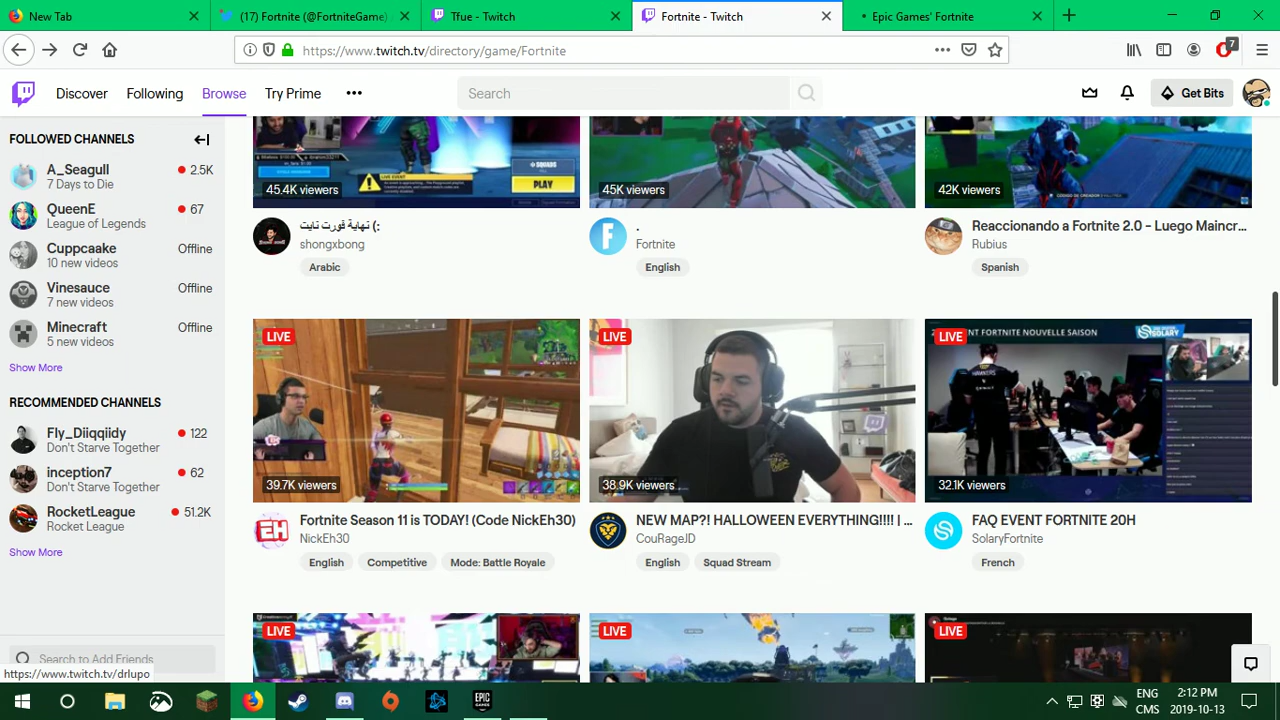 New Tab
(17) Fortnite (@FortniteGame)
Tfue - Twitch
Fortnite - Twitch
Epic Games' Fortnite
https://www.twitch.tv/directory/game/Fortnite
7
Discover
Following
Browse
Try Prime
Search
Get Bits
FOLLOWED CHANNELS
A_Seagull
2.5K
7 Days to Die
QueenE
67
League of Legends
Cuppcaake
Offline
10 new videos
Vinesauce
Offline
7 new videos
Minecraft
Offline
5 new videos
Show More
RECOMMENDED CHANNELS
Fly_Diiqiidy
122
Don't Starve Together
inception7
62
Don't Starve Together
RocketLeague
51.2K
Rocket League
Show More
Search to Add Friends
https://www.twitch.tv/drlupo
SQUADS
PLAY
45.4K viewers
نهاية فورت نايت (:
shongxbong
Arabic
45K viewers
.
Fortnite
English
42K viewers
Reaccionando a Fortnite 2.0 - Luego Maincr...
Rubius
Spanish
LIVE
39.7K viewers
Fortnite Season 11 is TODAY! (Code NickEh30)
NickEh30
English
Competitive
Mode: Battle Royale
LIVE
38.9K viewers
NEW MAP?! HALLOWEEN EVERYTHING!!!! | ...
CouRageJD
English
Squad Stream
ENT FORTNITE NOUVELLE SAISON
SOLARY
LIVE
32.1K viewers
FAQ EVENT FORTNITE 20H
SolaryFortnite
French
LIVE
LIVE
LIVE
EPIC GAMES
ENG
CMS
2:12 PM
2019-10-13